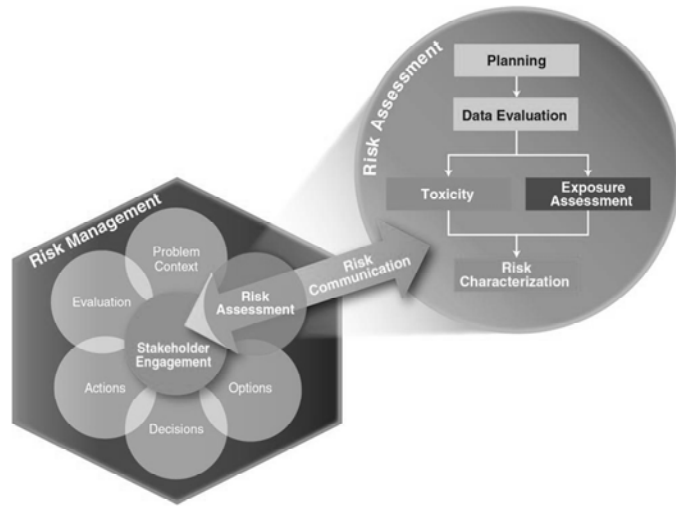 Risk Assessment
Planning
Data Evaluation
Toxicity
Exposure
Assessment
Risk
Characterization
Risk Management
Problem
Context
Risk
Communication
Evaluation
Risk
Assessment
Stakeholder
Engagement
Actions
Options
Decisions